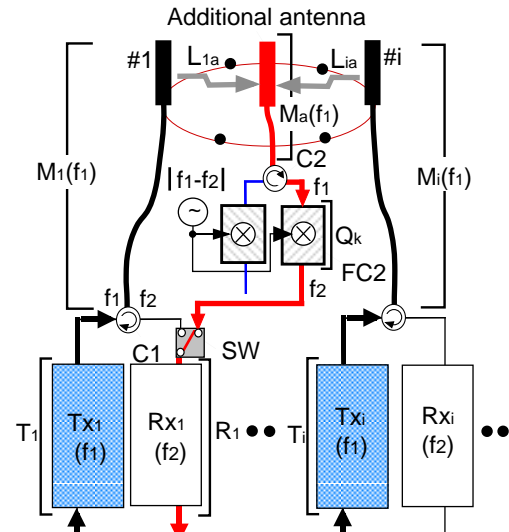 Additional antenna
#1
L1a
Lia
#i
Ma(f1)
M1(f1)
Mi(f1)
C2
|f1-f2|
f1
~
Qk
FC2
f1
f2
f2
C1
SW
T1
Tx1
(f1)
Rx1
(f2)
R1
Ti
Txi
(f1)
Rxi
(f2)